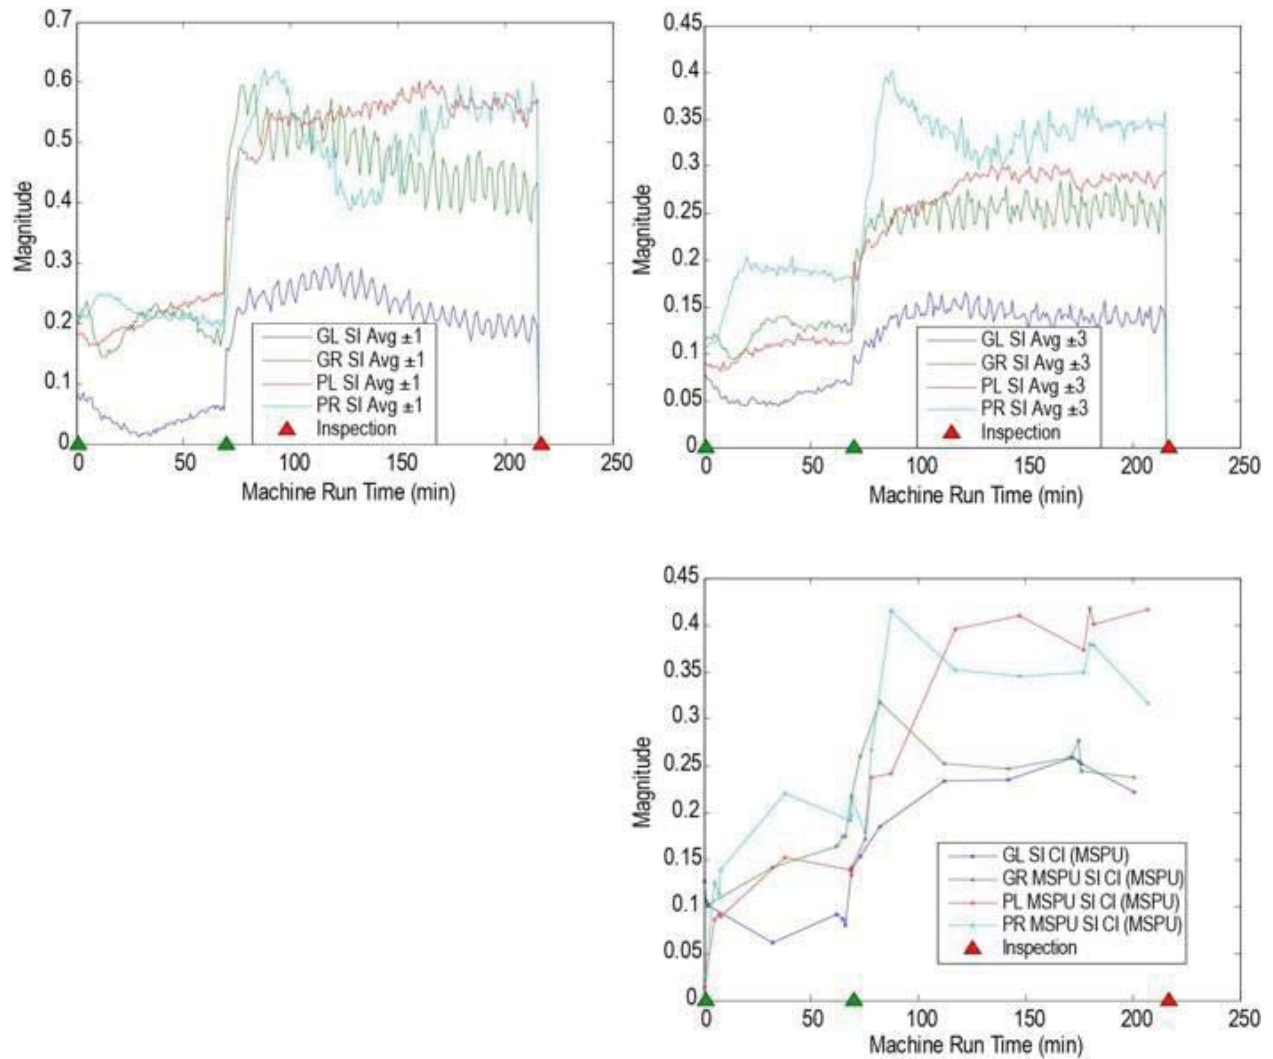 0.7
0.6
0.5
0.4
0.3
0.2
0.1
0
Magnitude
GL SI Avg ±1
GR SI Avg ±1
PL SI Avg ±1
PR SI Avg ±1
Inspection
0 50 100 150 200 250
Machine Run Time (min)
0.45
0.4
0.35
0.3
0.25
0.2
0.15
0.1
0.05
0
Magnitude
GL SI Avg ±3
GR SI Avg ±3
PL SI Avg ±3
PR SI Avg ±3
Inspection
0 50 100 150 200 250
Machine Run Time (min)
0.45
0.4
0.35
0.3
0.25
0.2
0.15
0.1
0.05
0
Magnitude
GL SI CI (MSPU)
GR MSPU SI CI (MSPU)
PL MSPU SI CI (MSPU)
PR MSPU SI CI (MSPU)
Inspection
0 50 100 150 200 250
Machine Run Time (min)